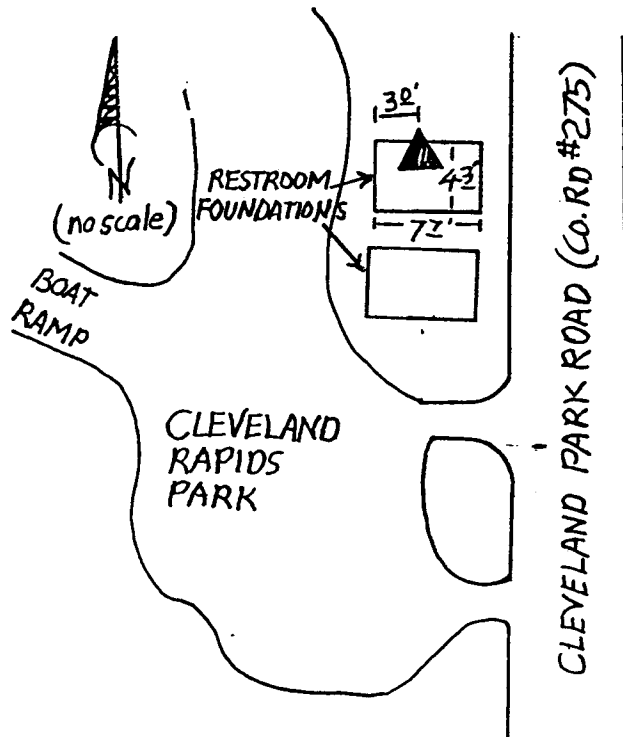 30'
43'
72'
RESTROOM
FOUNDATIONS
N
(no scale)
BOAT
RAMP
CLEVELAND
RAPIDS
PARK
CLEVELAND PARK ROAD (CO. RD #275)